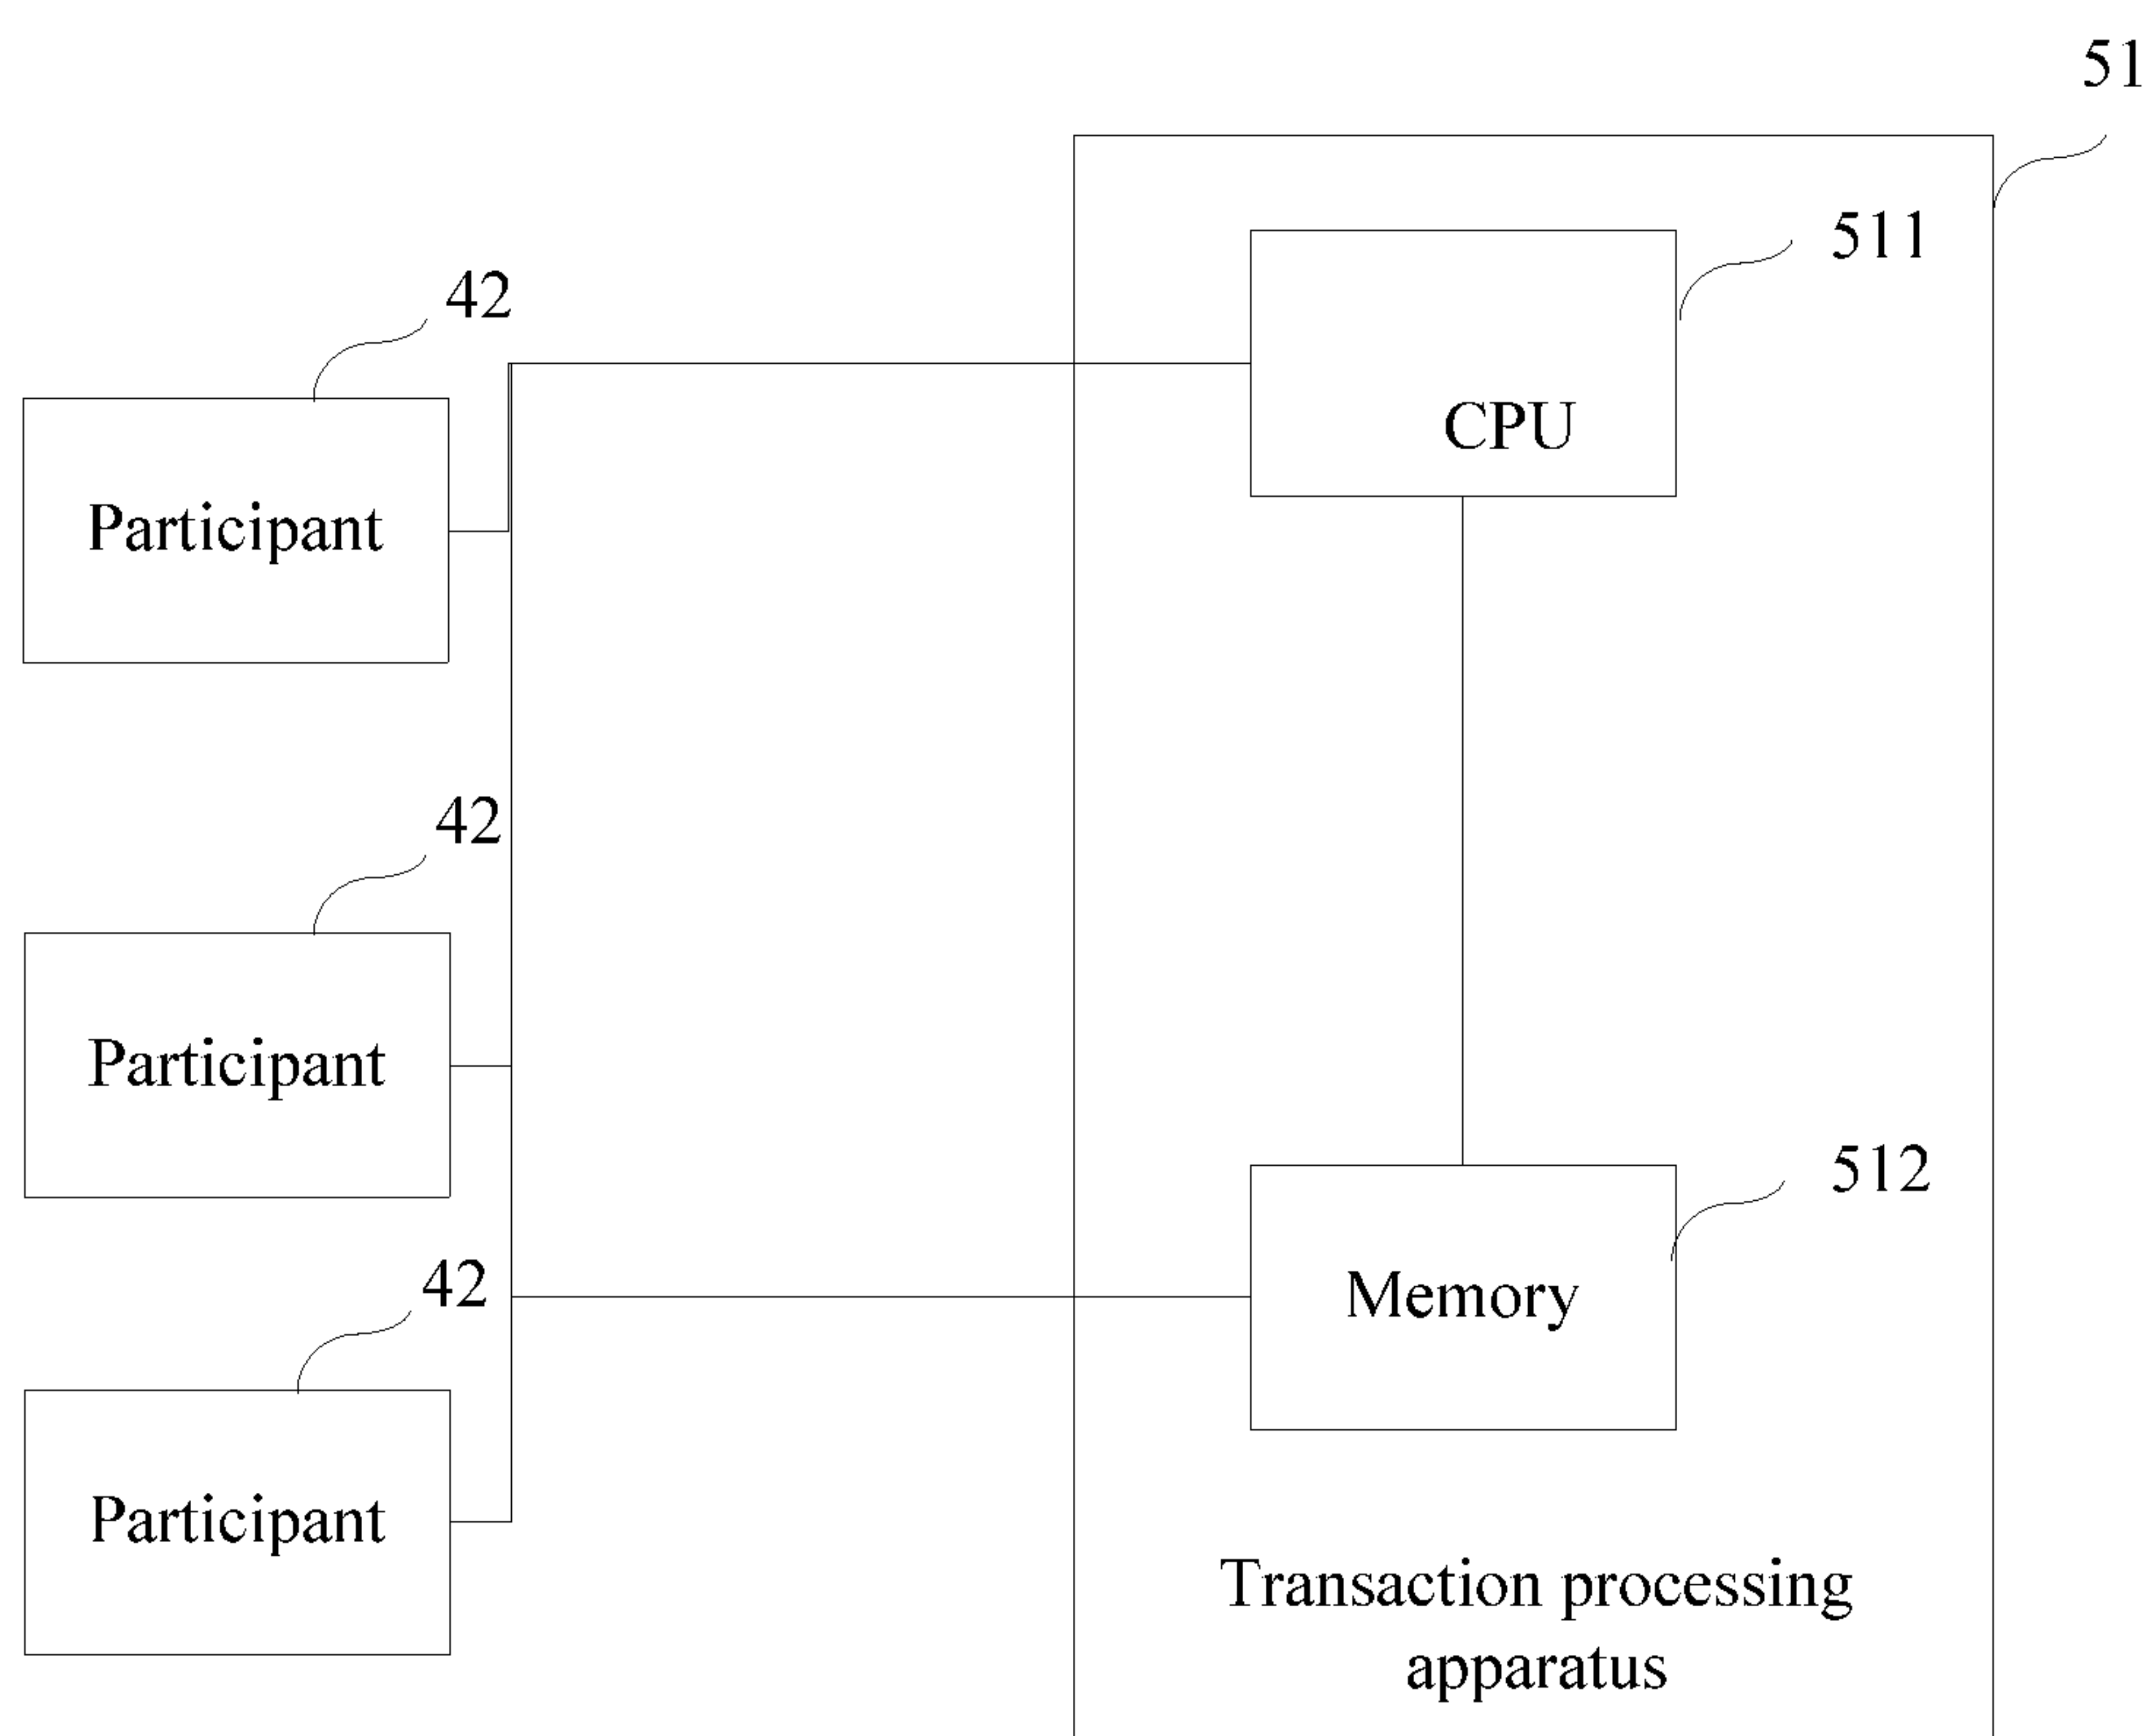 51
511
42
CPU
Participant
42
Participant
512
42
Memory
Participant
Transaction processing
apparatus